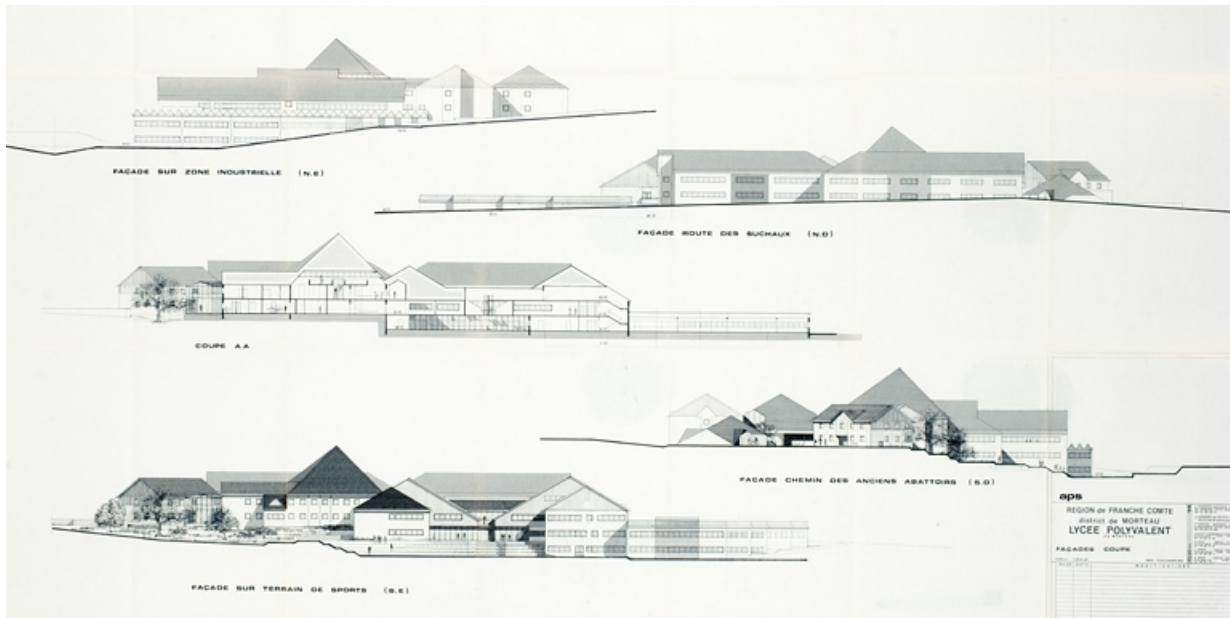 FAÇADE SUR ZONE INDUSTRIELLE (N.E)
FAÇADE ROUTE DES SUCHAUX (N.O)
COUPE A A
FAÇADE CHEMIN DES ANCIENS ABATTOIRS (S.O)
FAÇADE SUR TERRAIN DE SPORTS (S.E)
aps
REGION de FRANCHE COMTE
district de MORTEAU
LYCEE POLYVALENT
FAÇADES COUPE
MODIFICATIONS